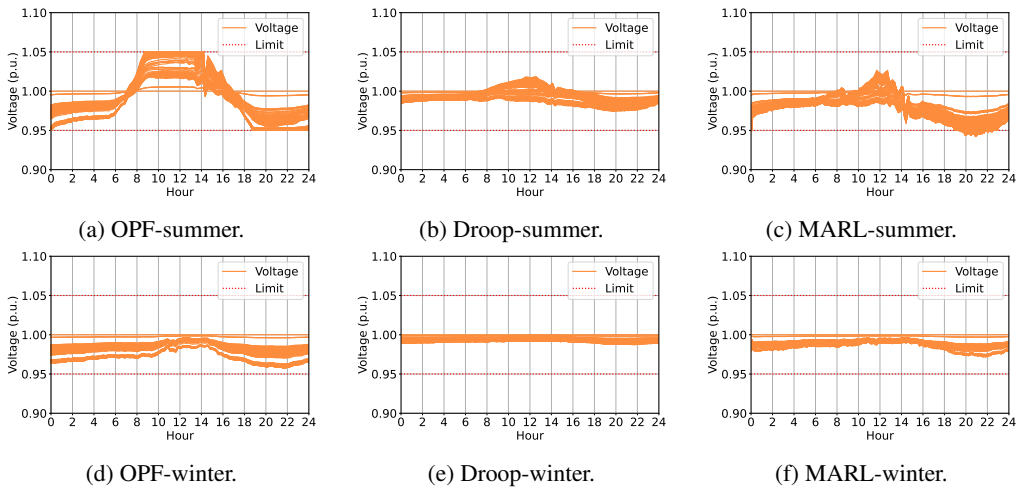 1.10
1.05
1.00
0.95
0.90
Voltage (p.u.)
Voltage
Limit
0 2 4 6 8 10 12 14 16 18 20 22 24
Hour
(a) OPF-summer.
1.10
1.05
1.00
0.95
0.90
Voltage (p.u.)
Voltage
Limit
0 2 4 6 8 10 12 14 16 18 20 22 24
Hour
(b) Droop-summer.
1.10
1.05
1.00
0.95
0.90
Voltage (p.u.)
Voltage
Limit
0 2 4 6 8 10 12 14 16 18 20 22 24
Hour
(c) MARL-summer.
1.10
1.05
1.00
0.95
0.90
Voltage (p.u.)
Voltage
Limit
0 2 4 6 8 10 12 14 16 18 20 22 24
Hour
(d) OPF-winter.
1.10
1.05
1.00
0.95
0.90
Voltage (p.u.)
Voltage
Limit
0 2 4 6 8 10 12 14 16 18 20 22 24
Hour
(e) Droop-winter.
1.10
1.05
1.00
0.95
0.90
Voltage (p.u.)
Voltage
Limit
0 2 4 6 8 10 12 14 16 18 20 22 24
Hour
(f) MARL-winter.